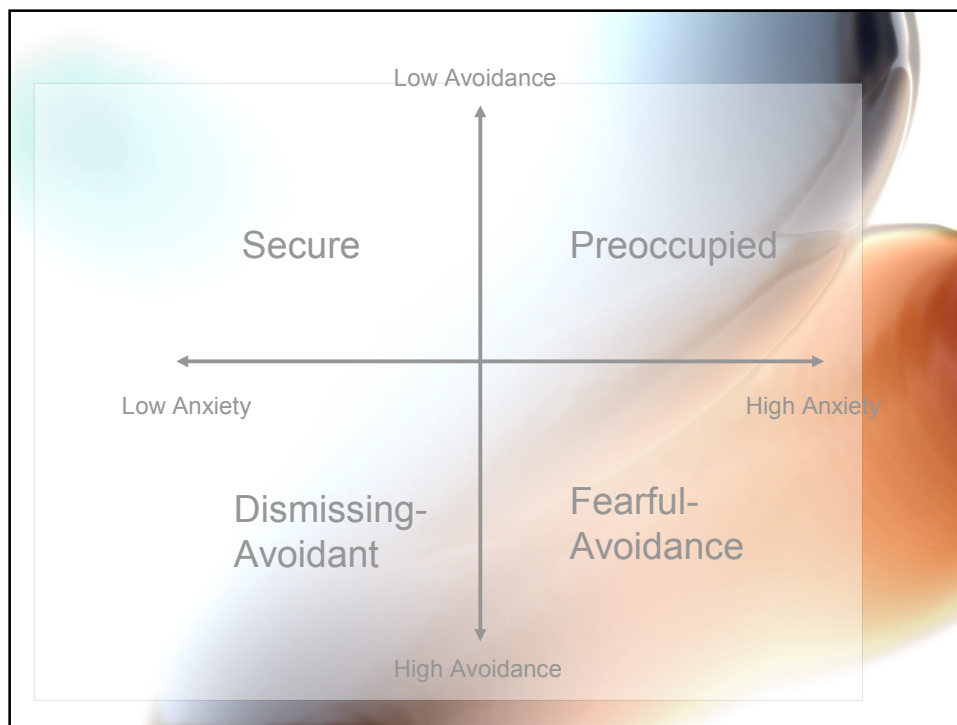 Low Avoidance
Secure
Preoccupied
Low Anxiety
High Anxiety
Dismissing-
Avoidant
Fearful-
Avoidance
High Avoidance